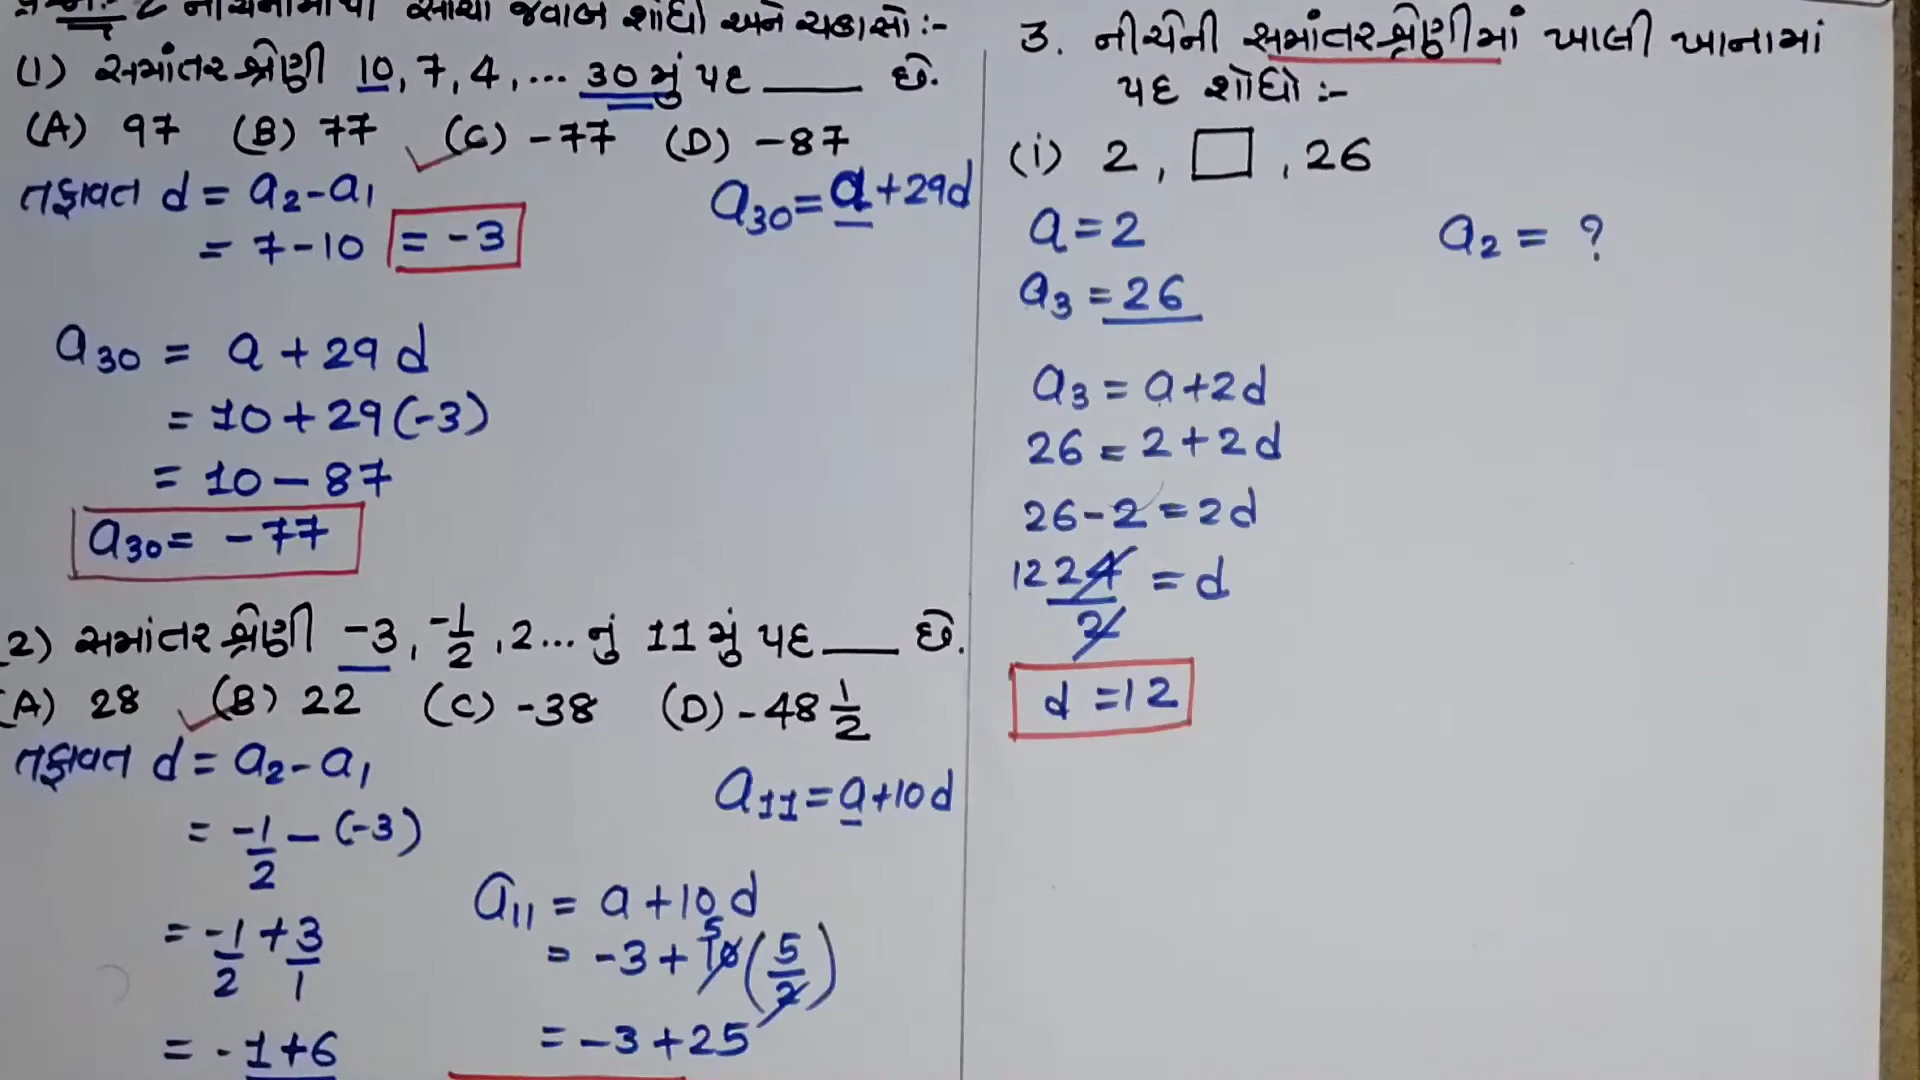 નીચેનામાંથી સાચો જવાબ શોધો અને ચકાસો :-
(1) સમાંતર શ્રેણી 10, 7, 4, ... 30 મું પદ ____ છે.
(A) 97 (B) 77 (C) -77 (D) -87
તફાવત d = a2 - a1
= 7 - 10 = -3
a30 = a + 29d
a30 = a + 29d
= 10 + 29 (-3)
= 10 - 87
a30 = -77
2) સમાંતર શ્રેણી -3, -1/2, 2... નું 11 મું પદ ____ છે.
(A) 28 (B) 22 (C) -38 (D) -48 1/2
તફાવત d = a2 - a1
= -1/2 - (-3)
= -1/2 + 3/1
= -1+6
a11 = a + 10d
a11 = a + 10d
= -3 + 10 5 (5/2)
= -3 + 25
3. નીચેની સમાંતર શ્રેણીમાં ખાલી ખાનામાં
પદ શોધો :-
(i) 2, □, 26
a = 2
a2 = ?
a3 = 26
a3 = a + 2d
26 = 2 + 2d
26 - 2 = 2d
12 24/2 = d
d = 12